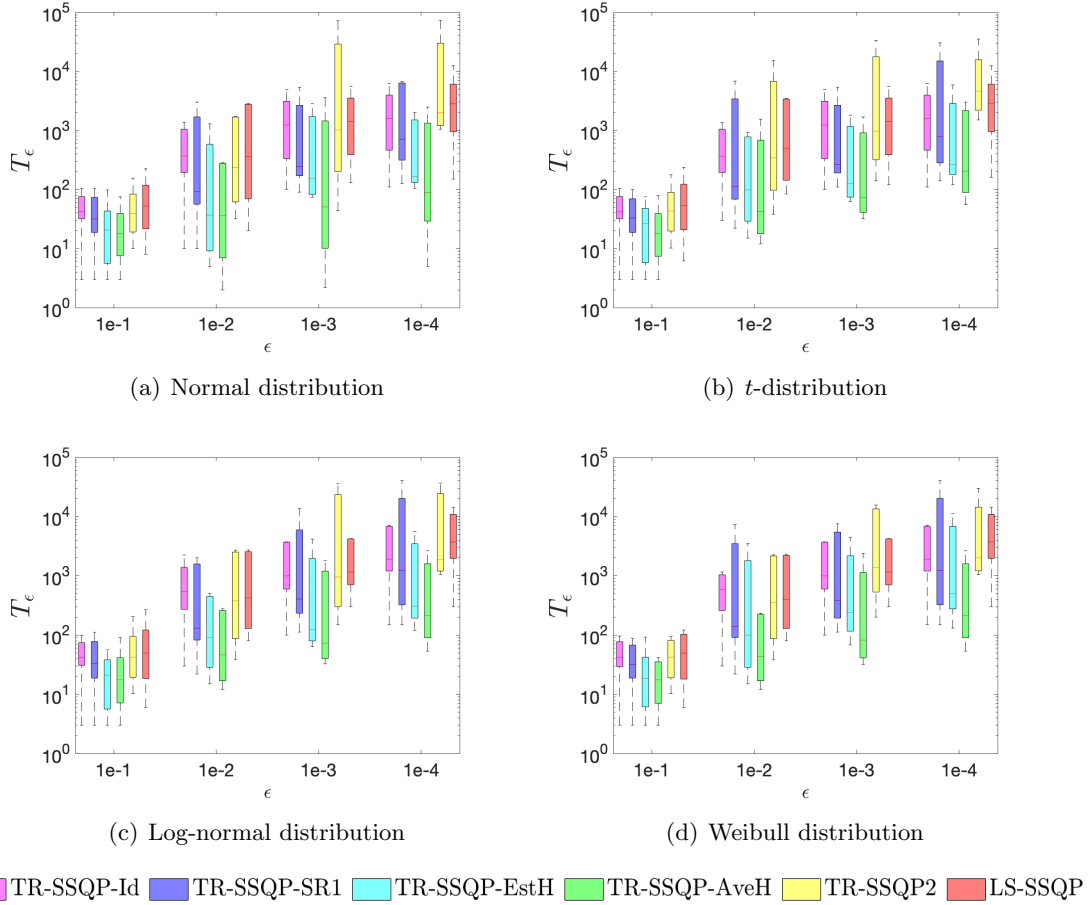 10^5 10^5
10^4 10^4
10^3 10^3
T_ϵ T_ϵ
10^2 10^2
10^1 10^1
10^0 10^0
1e-1 1e-2 1e-3 1e-4 1e-1 1e-2 1e-3 1e-4
ϵ ϵ
(a) Normal distribution (b) t-distribution
10^5 10^5
10^4 10^4
10^3 10^3
T_ϵ T_ϵ
10^2 10^2
10^1 10^1
10^0 10^0
1e-1 1e-2 1e-3 1e-4 1e-1 1e-2 1e-3 1e-4
ϵ ϵ
(c) Log-normal distribution (d) Weibull distribution
TR-SSQP-Id TR-SSQP-SR1 TR-SSQP-EstH TR-SSQP-AveH TR-SSQP2 LS-SSQP